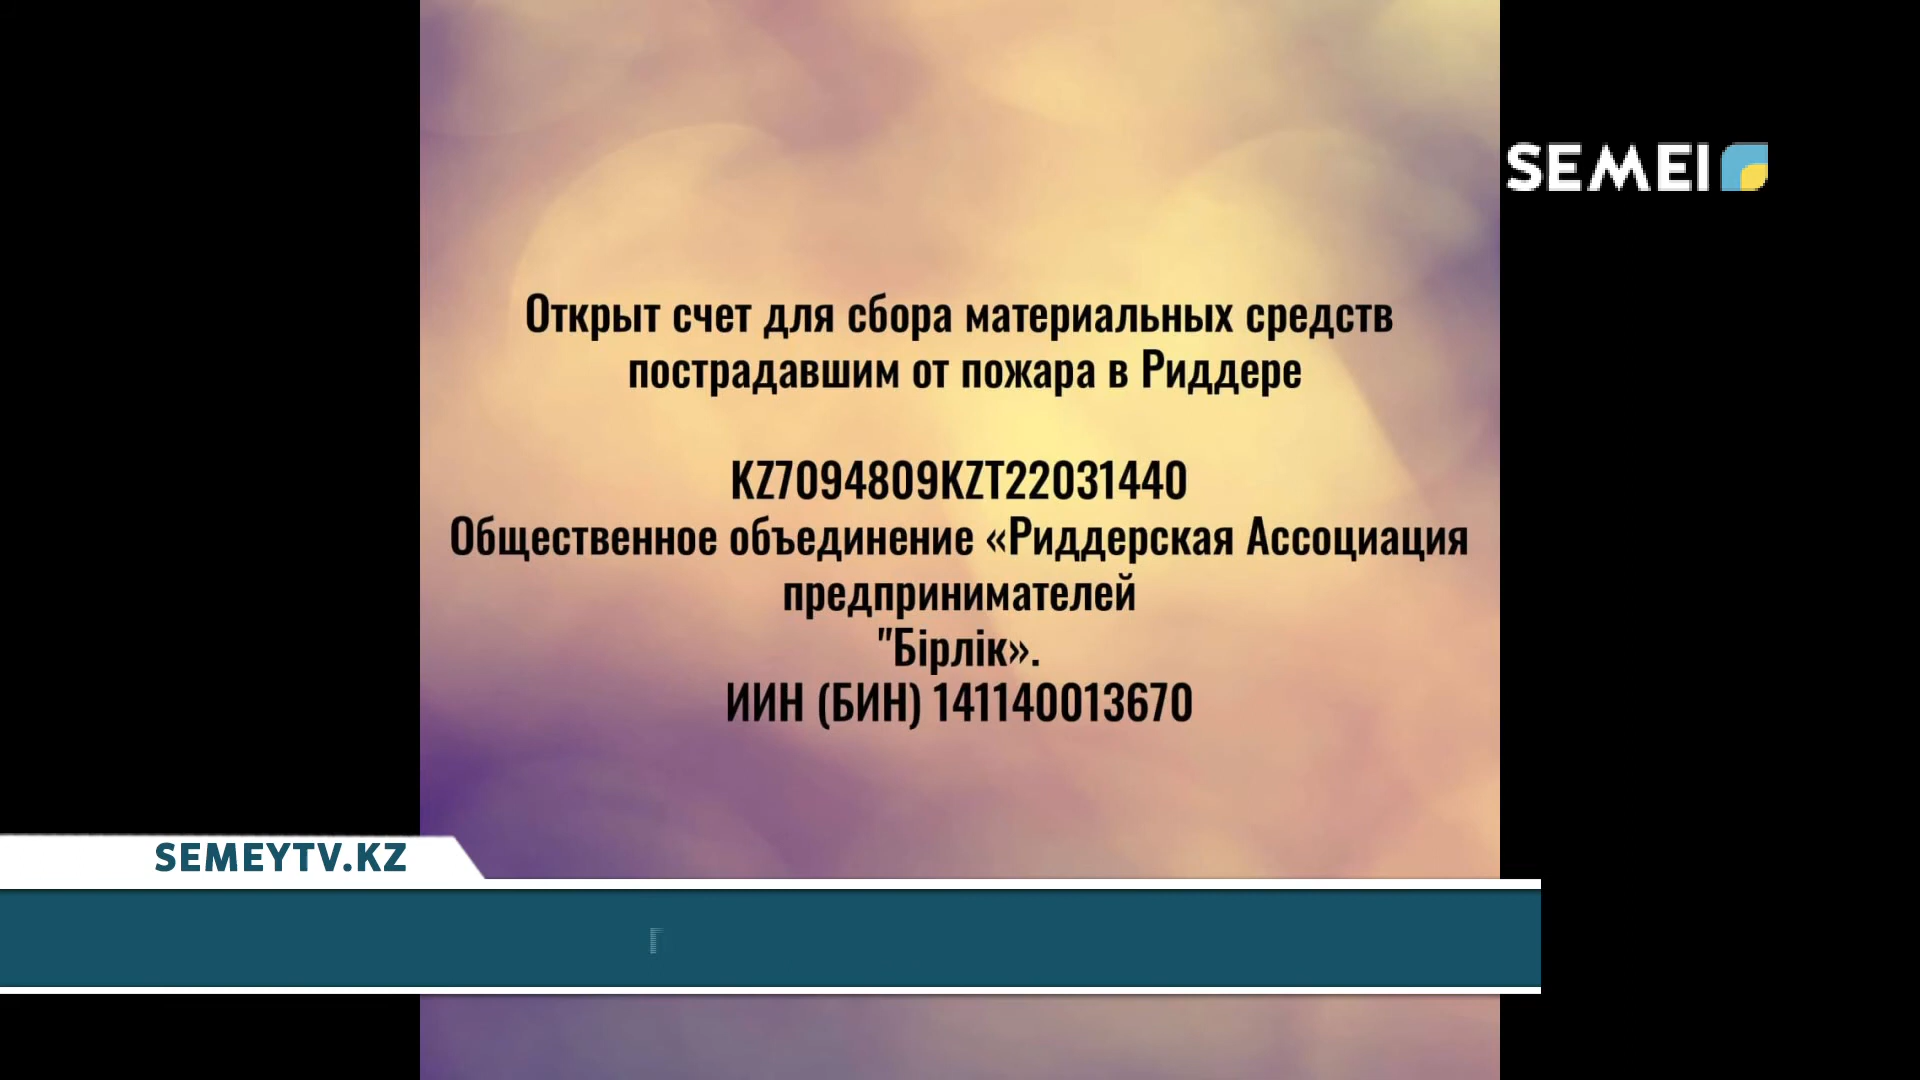 SEMEI
Открыт счет для сбора материальных средств
пострадавшим от пожара в Риддере
KZ7094809KZT22031440
Общественное объединение «Риддерская Ассоциация
предпринимателей
"Бірлік».
ИИН (БИН) 141140013670
SEMEYTV.KZ